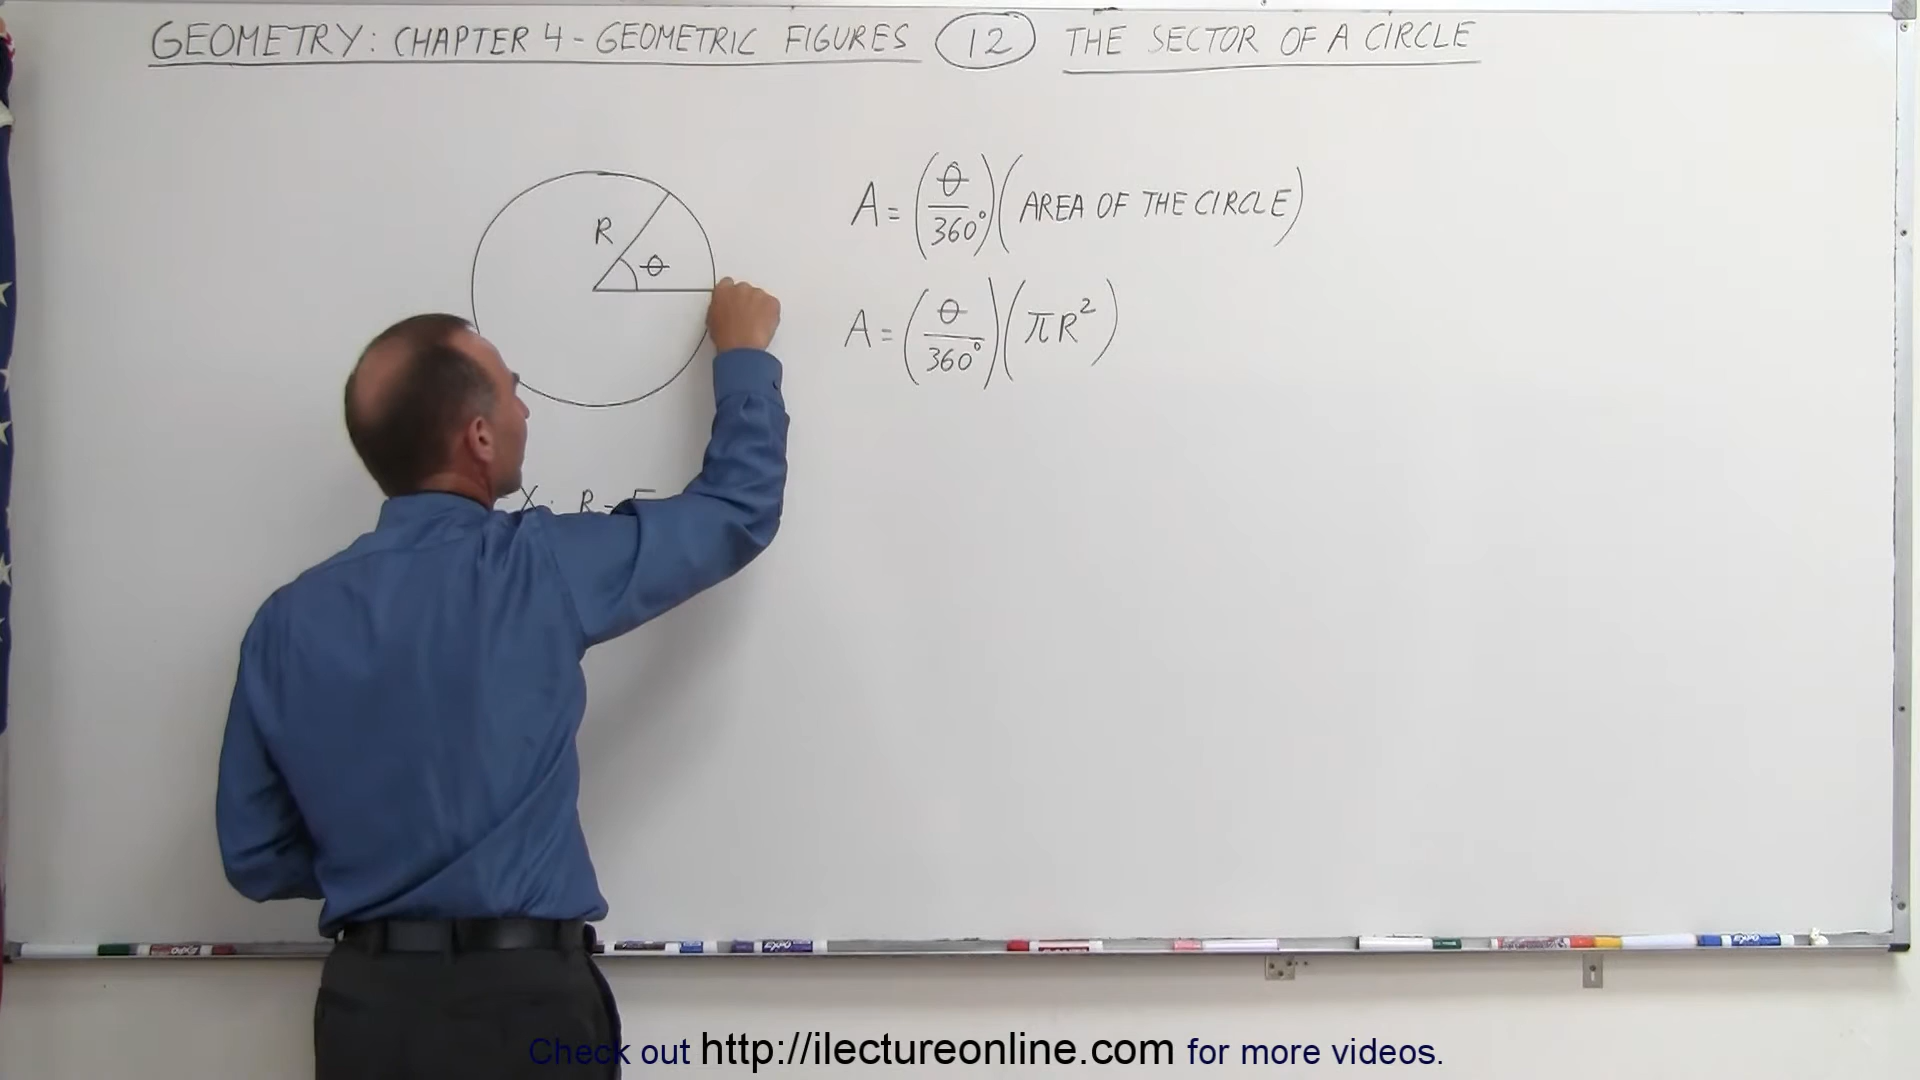 GEOMETRY: CHAPTER 4 - GEOMETRIC FIGURES 12 THE SECTOR OF A CIRCLE
R
θ
A = (θ/360°)(AREA OF THE CIRCLE)
A = (θ/360°)(πR²)
EXPO
Check out http://ilectureonline.com for more videos.